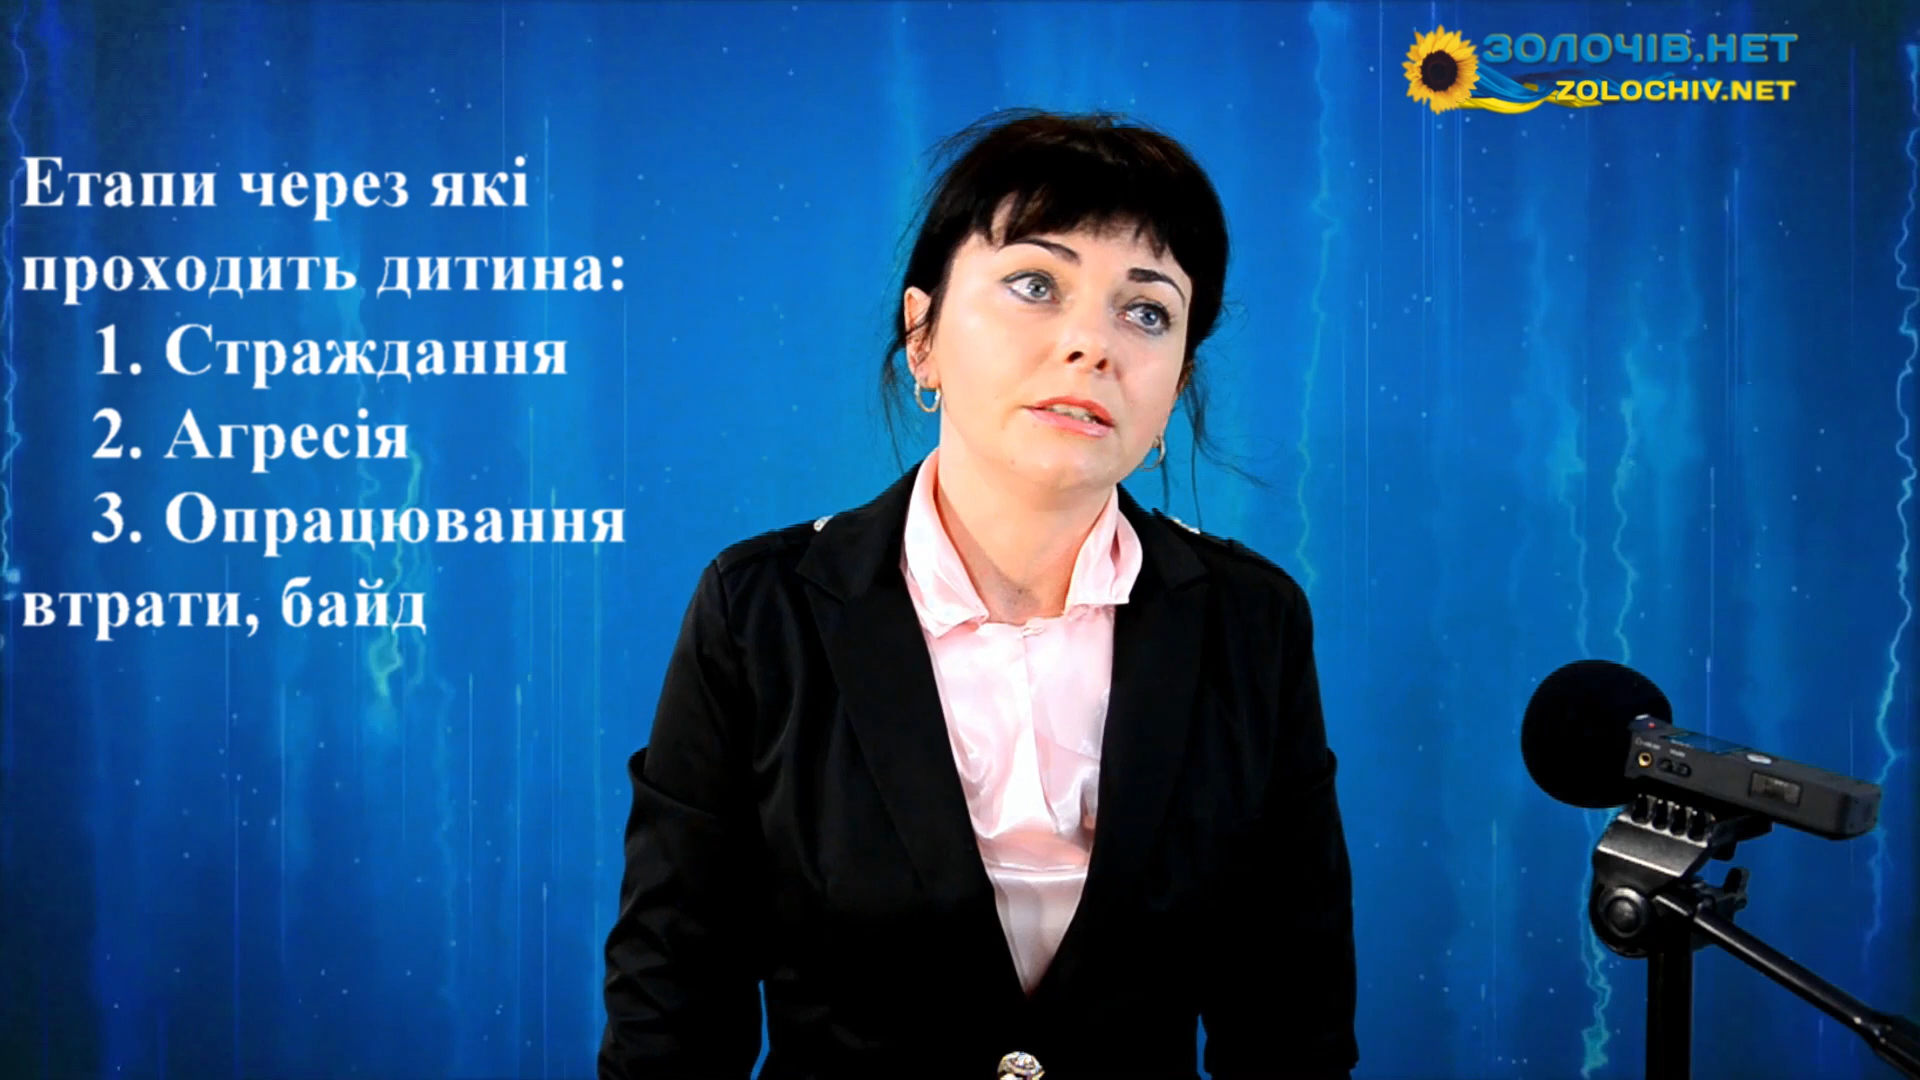 ЗОЛОЧІВ.НЕТ
ZOLOCHIV.NET
Етапи через які
проходить дитина:
1. Страждання
2. Агресія
3. Опрацювання
втрати, байд